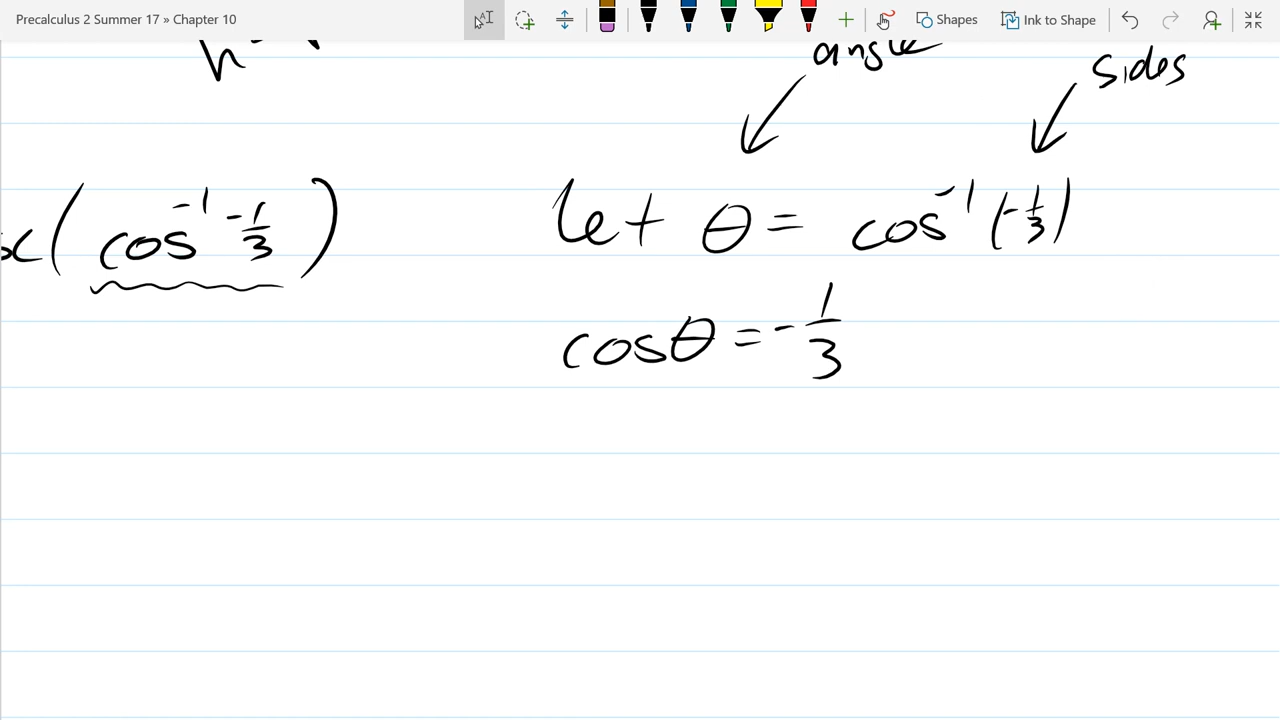 Precalculus 2 Summer 17 » Chapter 10
Shapes
Ink to Shape
angle
sides
(cos⁻¹ -1/3)
let θ = cos⁻¹(-1/3)
cosθ = -1/3